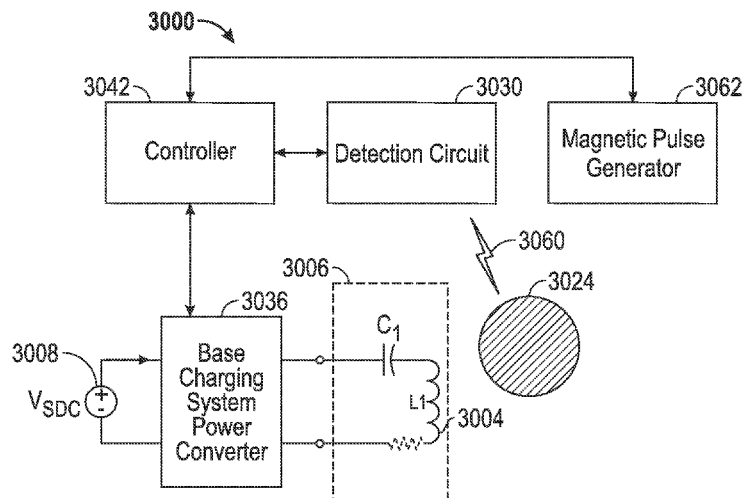 3000
3042
3030
3062
Controller
Detection Circuit
Magnetic Pulse
Generator
3060
3006
3024
3036
C1
3008
VSDC
+
-
Base
Charging
System
Power
Converter
L1
3004